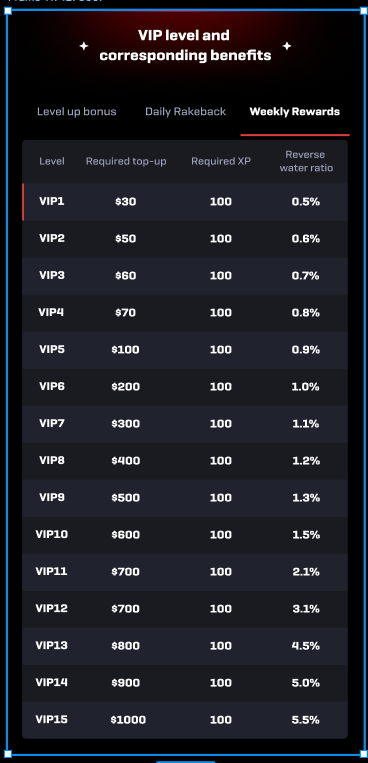 VIP level and
corresponding benefits
Level up bonus Daily Rakeback Weekly Rewards
Level Required top-up Required XP Reverse water ratio
VIP1 $30 100 0.5%
VIP2 $50 100 0.6%
VIP3 $60 100 0.7%
VIP4 $70 100 0.8%
VIP5 $100 100 0.9%
VIP6 $200 100 1.0%
VIP7 $300 100 1.1%
VIP8 $400 100 1.2%
VIP9 $500 100 1.3%
VIP10 $600 100 1.5%
VIP11 $700 100 2.1%
VIP12 $700 100 3.1%
VIP13 $800 100 4.5%
VIP14 $900 100 5.0%
VIP15 $1000 100 5.5%